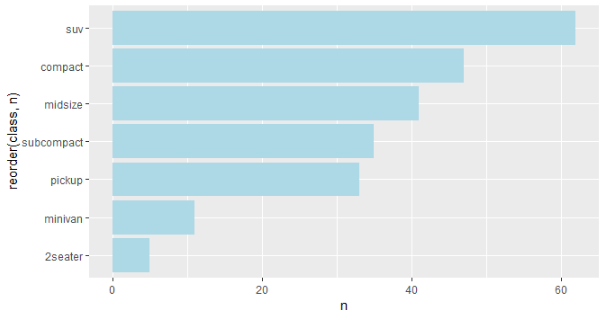 suv
compact
midsize
subcompact
pickup
minivan
2seater
reorder(class, n)
0 20 40 60
n